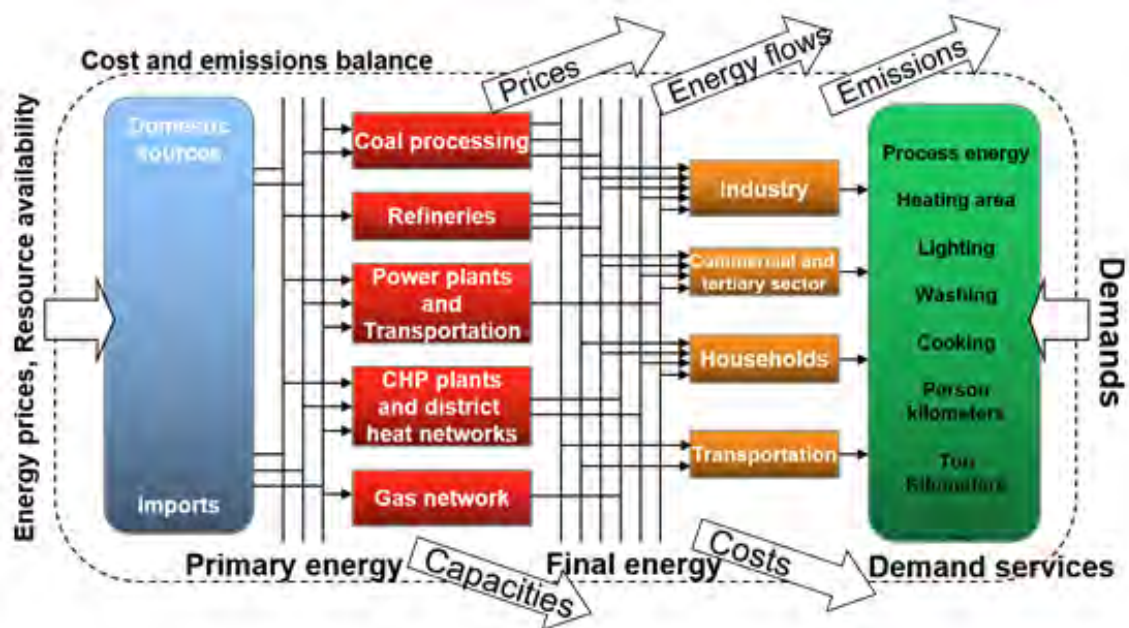 Cost and emissions balance
Prices
Energy flows
Emissions
Energy prices, Resource availability
Domestic
sources
Imports
Coal processing
Refineries
Power plants
and
Transportation
CHP plants
and district
heat networks
Gas network
Industry
Commercial and
tertiary sector
Households
Transportation
Process energy
Heating area
Lighting
Washing
Cooking
Person
kilometers
Ton
Kilometers
Demands
Primary energy
Capacities
Final energy
Costs
Demand services